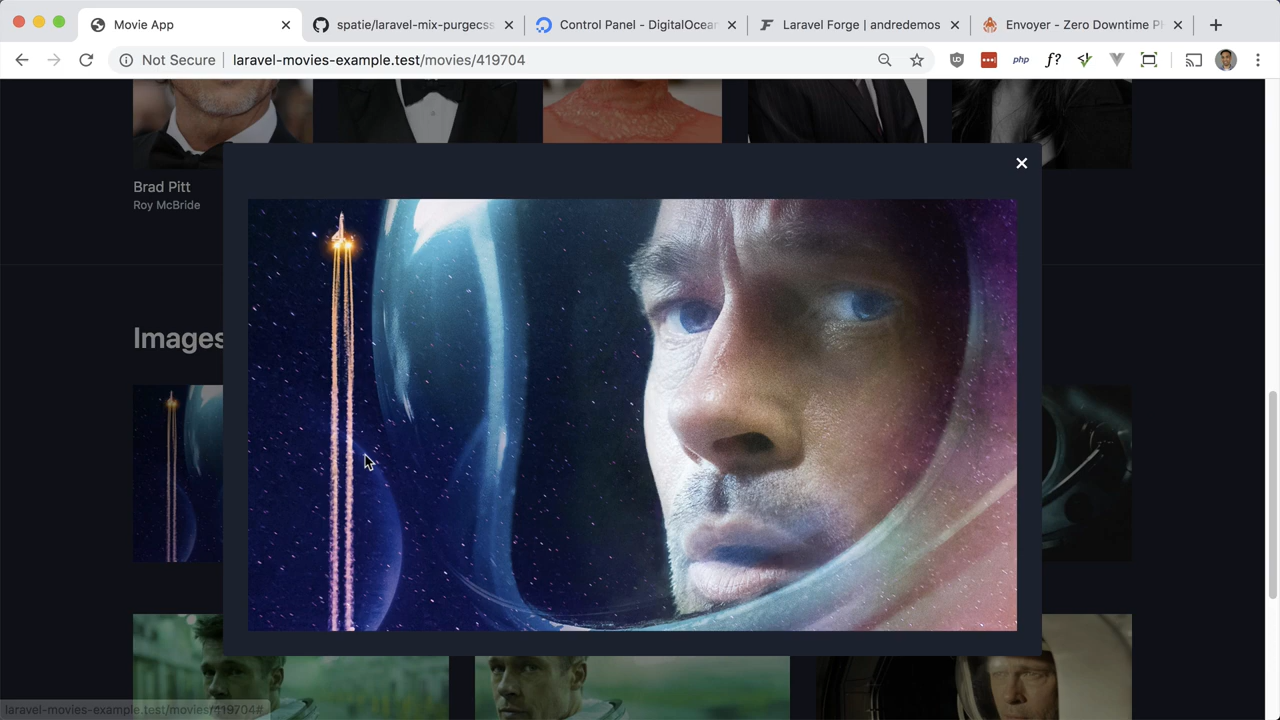 Movie App
spatie/laravel-mix-purgecss
Control Panel - DigitalOcean
Laravel Forge | andredemos
Envoyer - Zero Downtime P
Not Secure
laravel-movies-example.test/movies/419704
php
f?
Brad Pitt
Roy McBride
Images
laravel-movies-example.test/movies/419704#